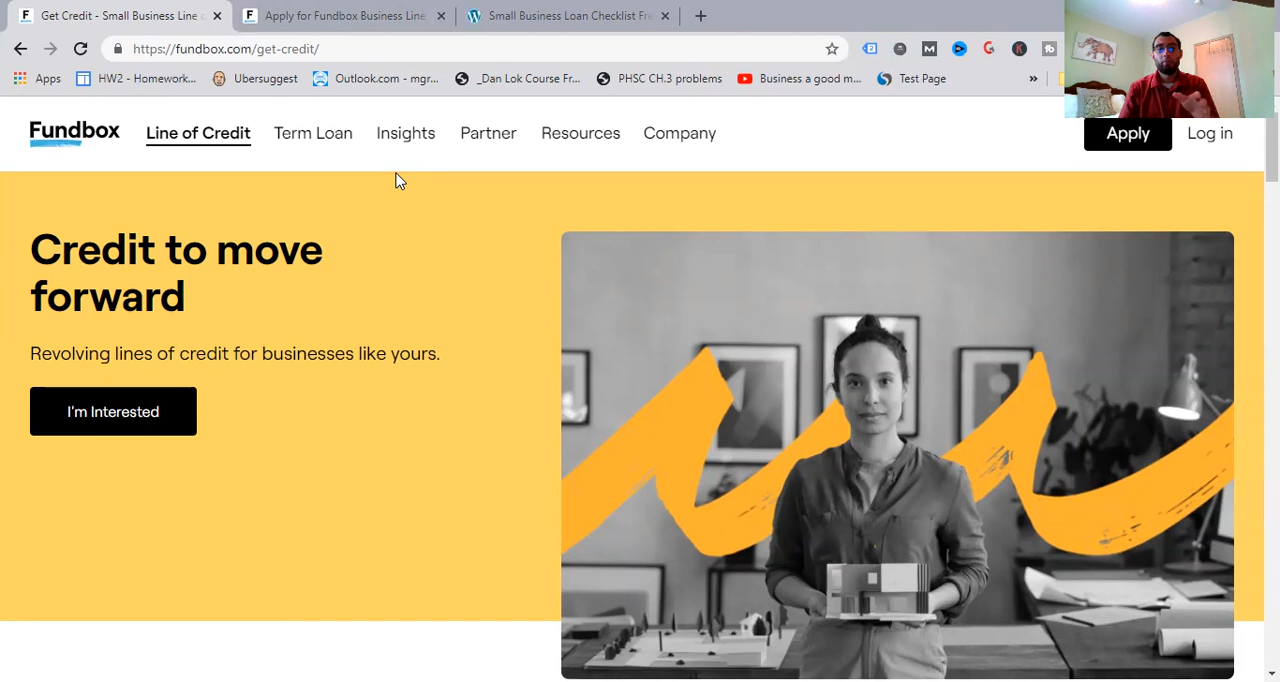 Get Credit - Small Business Line o
Apply for Fundbox Business Line
Small Business Loan Checklist Fre
https://fundbox.com/get-credit/
Apps
HW2 - Homework...
Ubersuggest
Outlook.com - mgr...
_Dan Lok Course Fr...
PHSC CH.3 problems
Business a good m...
Test Page
»
Fundbox
Line of Credit
Term Loan
Insights
Partner
Resources
Company
Apply
Log in
Credit to move
forward
Revolving lines of credit for businesses like yours.
I'm Interested